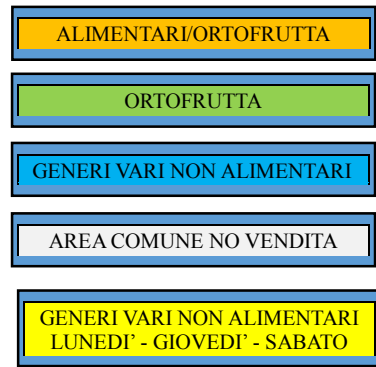 ALIMENTARI/ORTOFRUTTA
ORTOFRUTTA
GENERI VARI NON ALIMENTARI
AREA COMUNE NO VENDITA
GENERI VARI NON ALIMENTARI
LUNEDI’ - GIOVEDI’ - SABATO